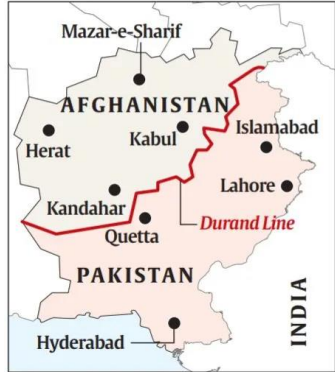 Mazar-e-Sharif
AFGHANISTAN
Kabul
Islamabad
Herat
Lahore
Kandahar
Durand Line
Quetta
PAKISTAN
INDIA
Hyderabad